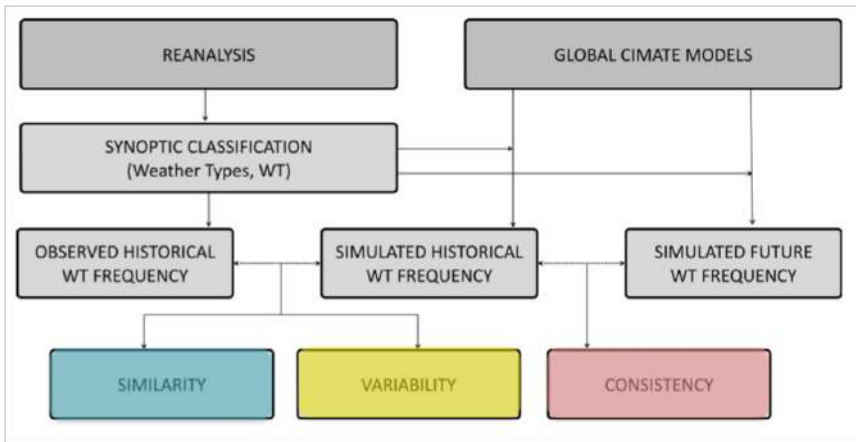 REANALYSIS
GLOBAL CIMATE MODELS
SYNOPTIC CLASSIFICATION
(Weather Types, WT)
OBSERVED HISTORICAL
WT FREQUENCY
SIMULATED HISTORICAL
WT FREQUENCY
SIMULATED FUTURE
WT FREQUENCY
SIMILARITY
VARIABILITY
CONSISTENCY